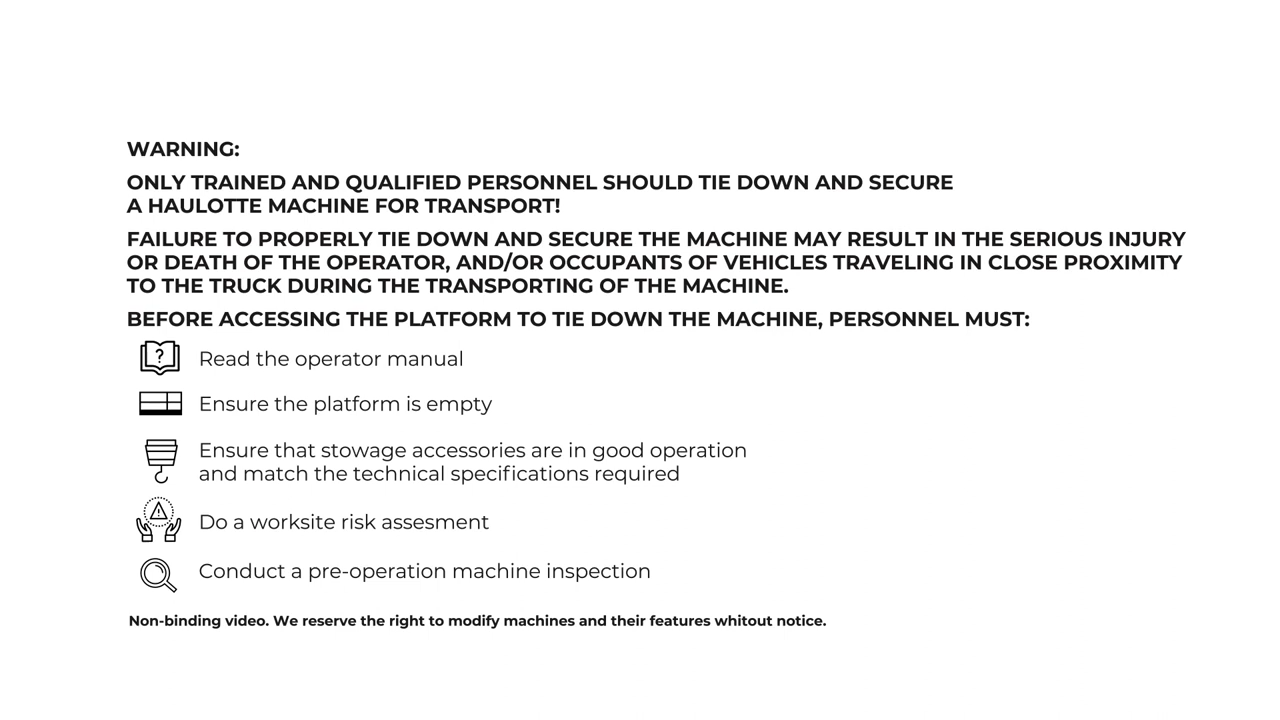 WARNING:
ONLY TRAINED AND QUALIFIED PERSONNEL SHOULD TIE DOWN AND SECURE
A HAULOTTE MACHINE FOR TRANSPORT!
FAILURE TO PROPERLY TIE DOWN AND SECURE THE MACHINE MAY RESULT IN THE SERIOUS INJURY
OR DEATH OF THE OPERATOR, AND/OR OCCUPANTS OF VEHICLES TRAVELING IN CLOSE PROXIMITY
TO THE TRUCK DURING THE TRANSPORTING OF THE MACHINE.
BEFORE ACCESSING THE PLATFORM TO TIE DOWN THE MACHINE, PERSONNEL MUST:
?
Read the operator manual
Ensure the platform is empty
Ensure that stowage accessories are in good operation
and match the technical specifications required
!
Do a worksite risk assesment
Conduct a pre-operation machine inspection
Non-binding video. We reserve the right to modify machines and their features whitout notice.